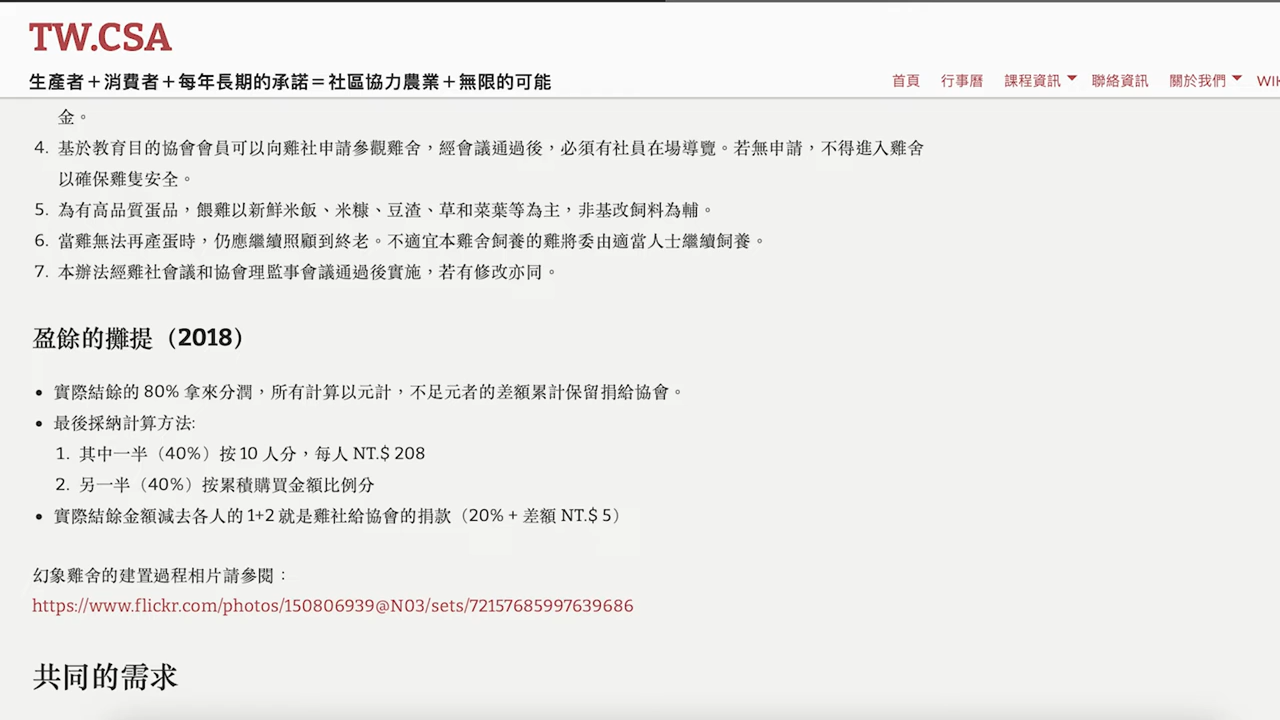 TW.CSA
生產者＋消費者＋每年長期的承諾＝社區協力農業＋無限的可能
首頁 行事曆 課程資訊 聯絡資訊 關於我們 WIK
金。
4. 基於教育目的協會會員可以向雞社申請參觀雞舍，經會議通過後，必須有社員在場導覽。若無申請，不得進入雞舍
以確保雞隻安全。
5. 為有高品質蛋品，餵雞以新鮮米飯、米糠、豆渣、草和菜葉等為主，非基改飼料為輔。
6. 當雞無法再產蛋時，仍應繼續照顧到終老。不適宜本雞舍飼養的雞將委由適當人士繼續飼養。
7. 本辦法經雞社會議和協會理監事會議通過後實施，若有修改亦同。
盈餘的攤提（2018）
• 實際結餘的 80% 拿來分潤，所有計算以元計，不足元者的差額累計保留捐給協會。
• 最後採納計算方法:
1. 其中一半（40%）按 10 人分，每人 NT.$ 208
2. 另一半（40%）按累積購買金額比例分
• 實際結餘金額減去各人的 1+2 就是雞社給協會的捐款（20% + 差額 NT.$ 5）
幻象雞舍的建置過程相片請參閱：
https://www.flickr.com/photos/150806939@N03/sets/72157685997639686
共同的需求